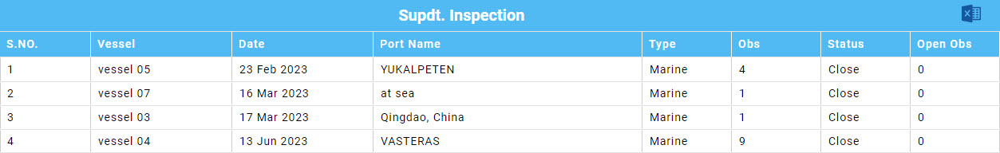 Supdt. Inspection
S.NO. Vessel Date Port Name Type Obs Status Open Obs
1 vessel 05 23 Feb 2023 YUKALPETEN Marine 4 Close 0
2 vessel 07 16 Mar 2023 at sea Marine 1 Close 0
3 vessel 03 17 Mar 2023 Qingdao, China Marine 1 Close 0
4 vessel 04 13 Jun 2023 VASTERAS Marine 9 Close 0